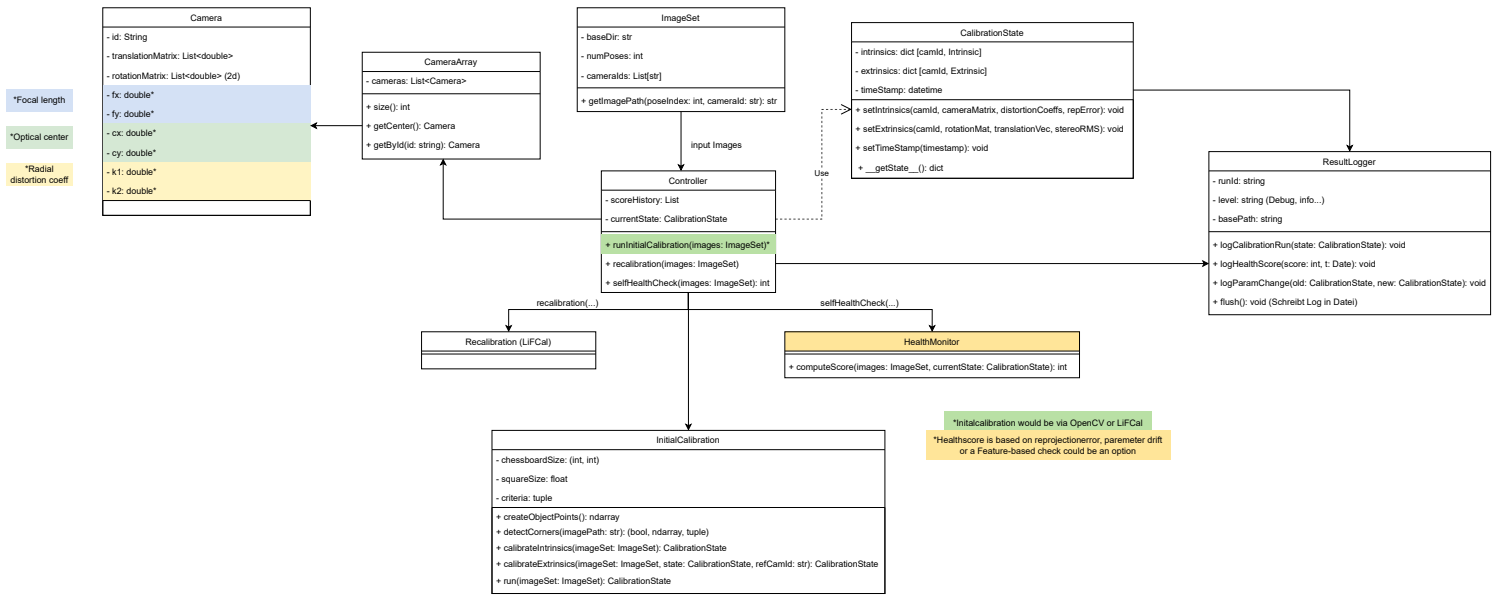 Camera
- id: String
- translationMatrix: List<double>
- rotationMatrix: List<double> (2d)
- fx: double*
- fy: double*
- cx: double*
- cy: double*
- k1: double*
- k2: double*
*Focal length
*Optical center
*Radial
distortion coeff
CameraArray
- cameras: List<Camera>
+ size(): int
+ getCenter(): Camera
+ getById(id: string): Camera
ImageSet
- baseDir: str
- numPoses: int
- cameraIds: List[str]
+ getImagePath(poseIndex: int, cameraId: str): str
input Images
CalibrationState
- intrinsics: dict [camId, Intrinsic]
- extrinsics: dict [camId, Extrinsic]
- timeStamp: datetime
+ setIntrinsics(camId, cameraMatrix, distortionCoeffs, repError): void
+ setExtrinsics(camId, rotationMat, translationVec, stereoRMS): void
+ setTimeStamp(timestamp): void
+ __getState__(): dict
Use
Controller
- scoreHistory: List
- currentState: CalibrationState
+ runInitialCalibration(images: ImageSet)*
+ recalibration(images: ImageSet)
+ selfHealthCheck(images: ImageSet): int
ResultLogger
- runId: string
- level: string (Debug, info...)
- basePath: string
+ logCalibrationRun(state: CalibrationState): void
+ logHealthScore(score: int, t: Date): void
+ logParamChange(old: CalibrationState, new: CalibrationState): void
+ flush(): void (Schreibt Log in Datei)
recalibration(...)
selfHealthCheck(...)
Recalibration (LiFCal)
HealthMonitor
+ computeScore(images: ImageSet, currentState: CalibrationState): int
*Initalcalibration would be via OpenCV or LiFCal
*Healthscore is based on reprojectionerror, paremeter drift
or a Feature-based check could be an option
InitialCalibration
- chessboardSize: (int, int)
- squareSize: float
- criteria: tuple
+ createObjectPoints(): ndarray
+ detectCorners(imagePath: str): (bool, ndarray, tuple)
+ calibrateIntrinsics(imageSet: ImageSet): CalibrationState
+ calibrateExtrinsics(imageSet: ImageSet, state: CalibrationState, refCamId: str): CalibrationState
+ run(imageSet: ImageSet): CalibrationState